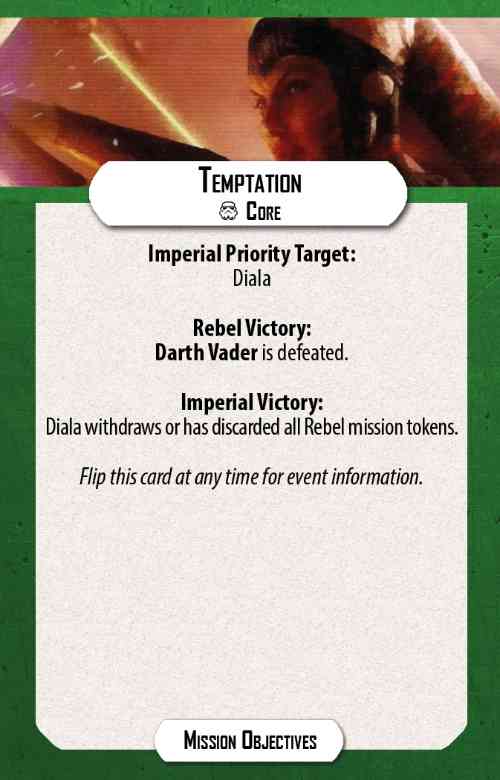 Temptation
Core
Imperial Priority Target:
Diala
Rebel Victory:
Darth Vader is defeated.
Imperial Victory:
Diala withdraws or has discarded all Rebel mission tokens.
Flip this card at any time for event information.
Mission Objectives